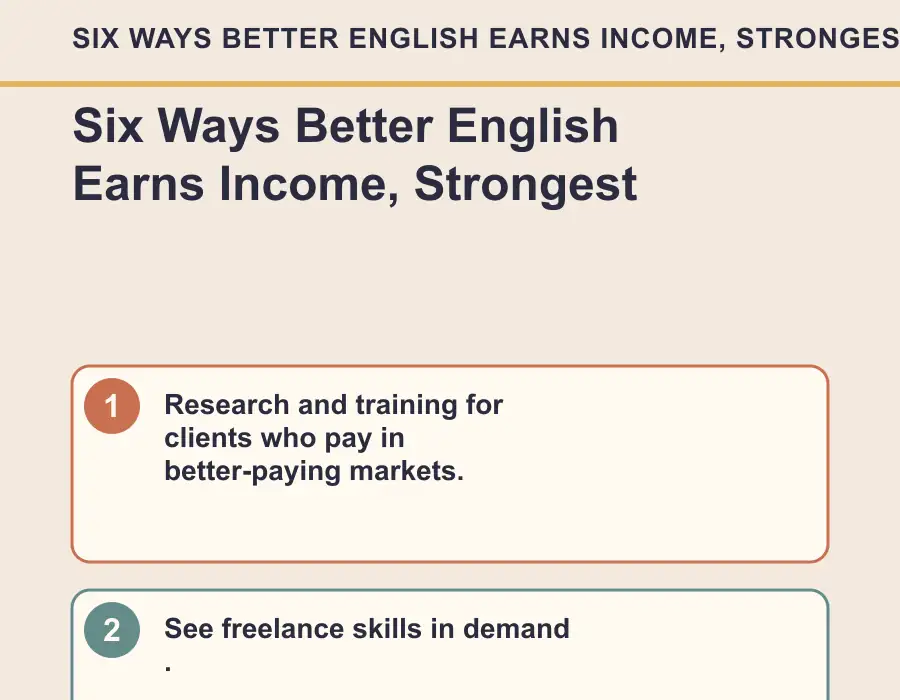 SIX WAYS BETTER ENGLISH EARNS INCOME, STRONGES
Six Ways Better English
Earns Income, Strongest
1
Research and training for
clients who pay in
better-paying markets.
2
See freelance skills in demand
.